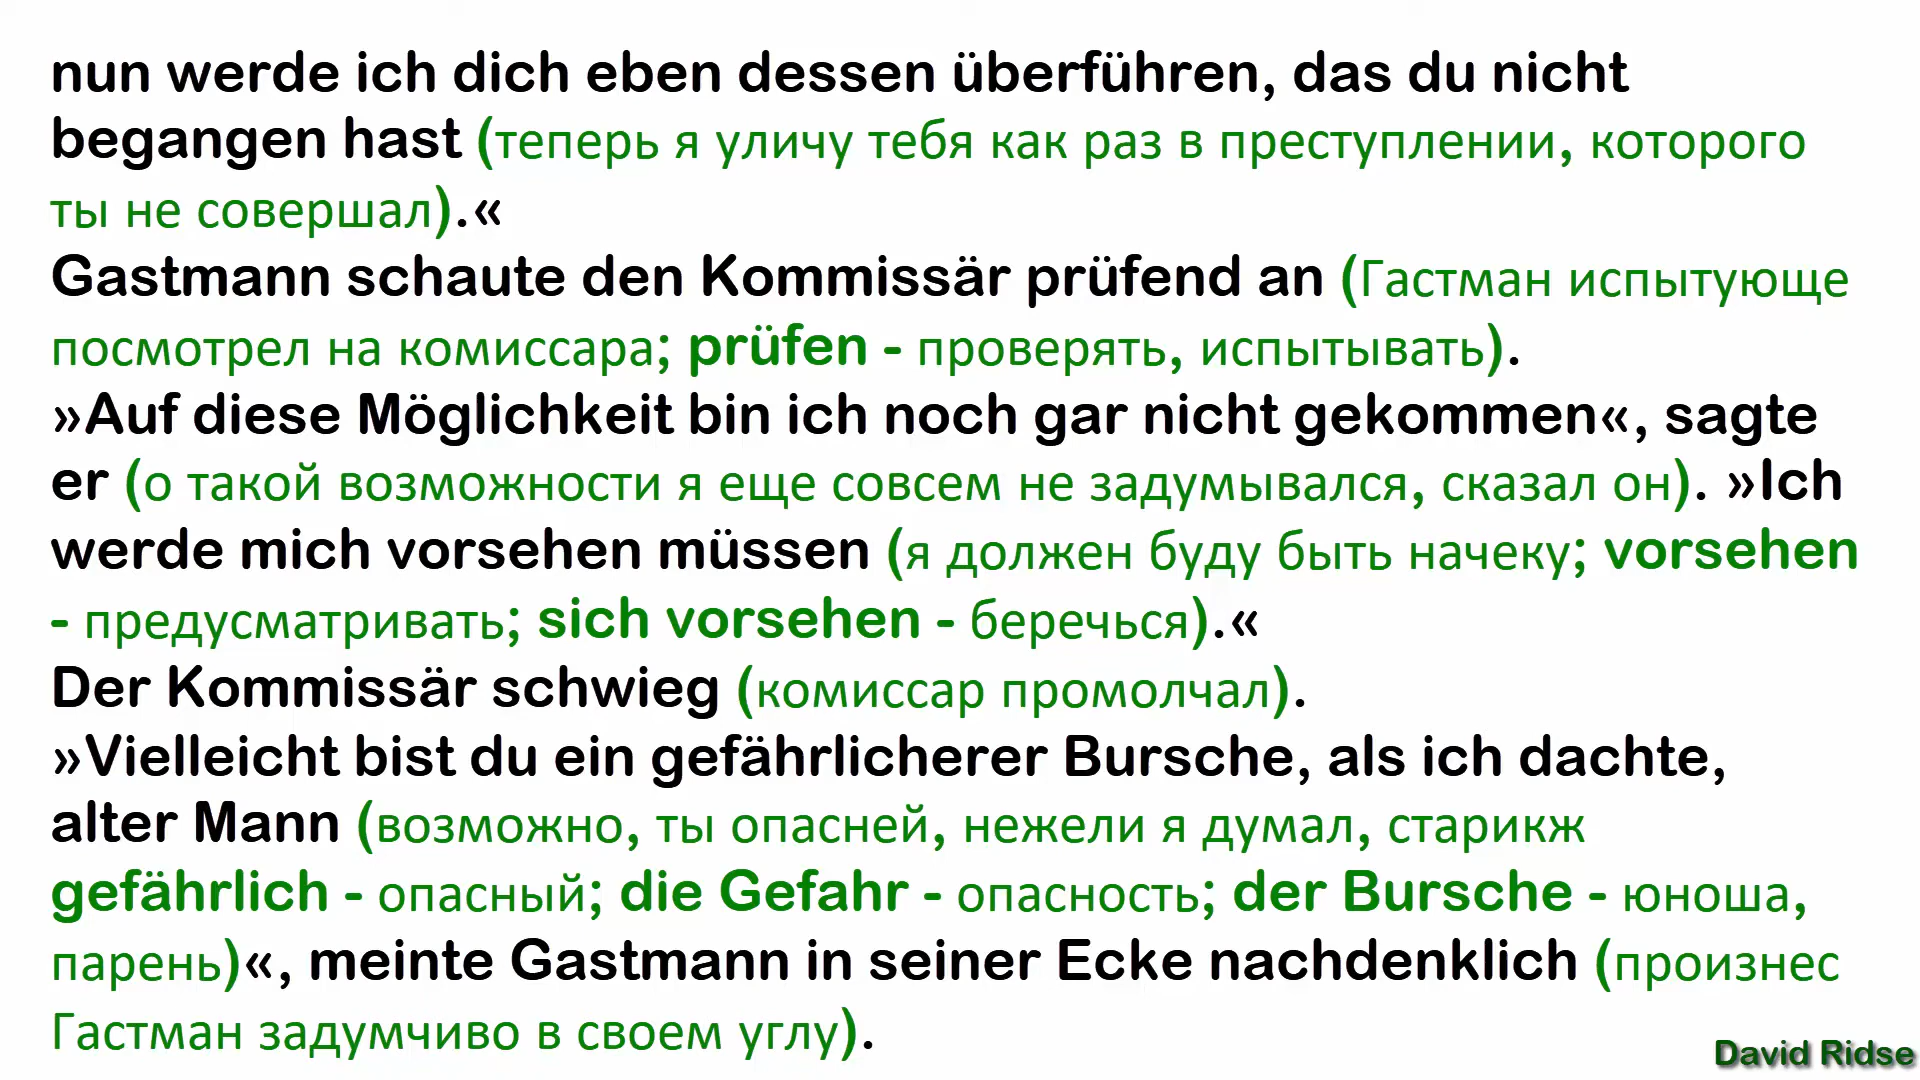 nun werde ich dich eben dessen überführen, das du nicht
begangen hast (теперь я уличу тебя как раз в преступлении, которого
ты не совершал).«
Gastmann schaute den Kommissär prüfend an (Гастман испытующе
посмотрел на комиссара; prüfen - проверять, испытывать).
»Auf diese Möglichkeit bin ich noch gar nicht gekommen«, sagte
er (о такой возможности я еще совсем не задумывался, сказал он). »Ich
werde mich vorsehen müssen (я должен буду быть начеку; vorsehen
- предусматривать; sich vorsehen - беречься).«
Der Kommissär schwieg (комиссар промолчал).
»Vielleicht bist du ein gefährlicherer Bursche, als ich dachte,
alter Mann (возможно, ты опасней, нежели я думал, старикж
gefährlich - опасный; die Gefahr - опасность; der Bursche - юноша,
парень)«, meinte Gastmann in seiner Ecke nachdenklich (произнес
Гастман задумчиво в своем углу).
David Ridse